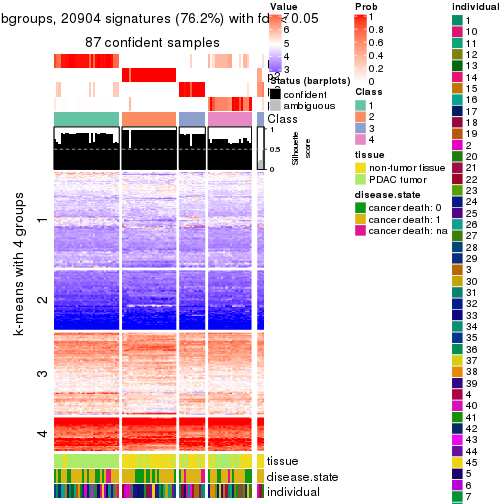 bgroups, 20904 signatures (76.2%) with fd
0.05
87 confident samples
p2
Class
1
0.5
0
Silhouette
score
k-means with 4 groups
1
2
3
4
tissue
disease.state
individual
Value
7
6
5
4
3
Status (barplots)
confident
ambiguous
Prob
1
0.8
0.6
0.4
0.2
0
Class
1
2
3
4
tissue
non-tumor tissue
PDAC tumor
disease.state
cancer death: 0
cancer death: 1
cancer death: na
individual
1
10
11
12
13
14
15
16
17
18
19
2
20
21
22
23
24
25
26
27
28
29
3
30
31
32
33
34
35
36
37
38
39
4
40
41
42
43
44
45
5
6
7